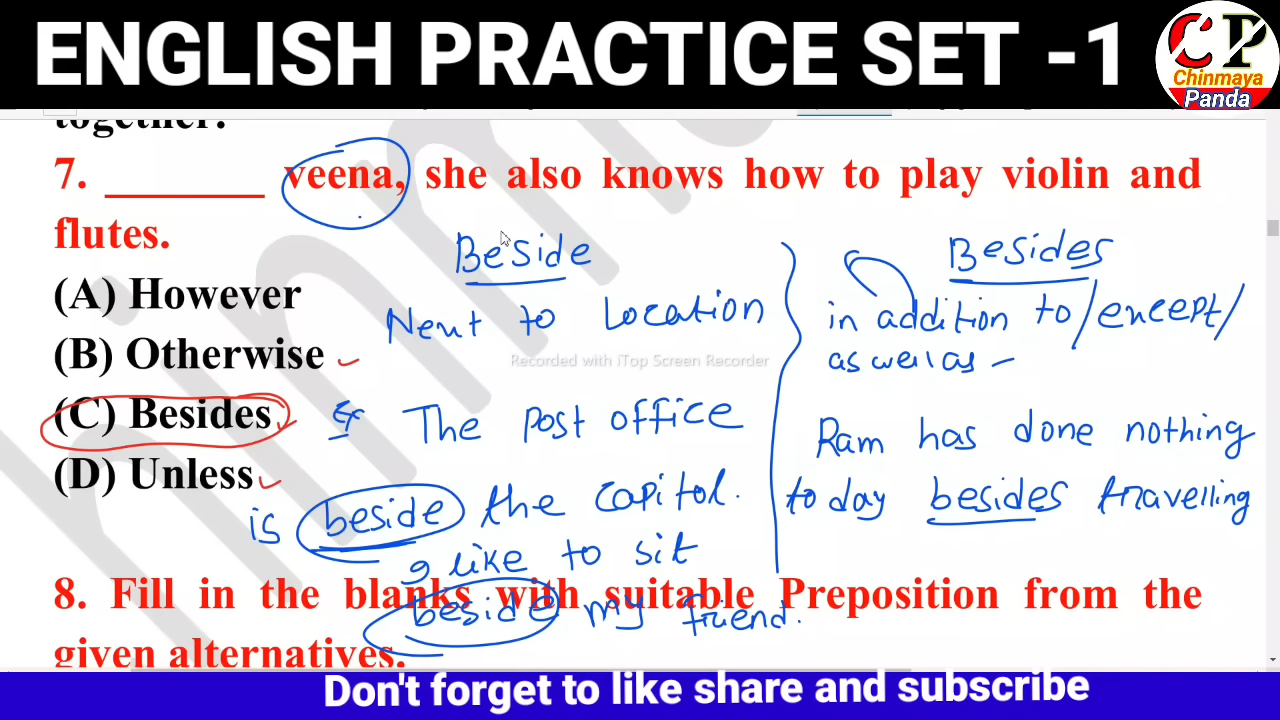 ENGLISH PRACTICE SET -1
CP
Chinmaya
Panda
together.
7. ________ veena, she also knows how to play violin and
flutes.
(A) However
(B) Otherwise
(C) Besides
(D) Unless
Beside
Next to Location
Ex The post office
is beside the capitol.
I like to sit
beside my friend.
Besides
in addition to/except/
as well as -
Ram has done nothing
today besides travelling
Recorded with iTop Screen Recorder
8. Fill in the blanks with suitable Preposition from the
given alternatives.
Don't forget to like share and subscribe